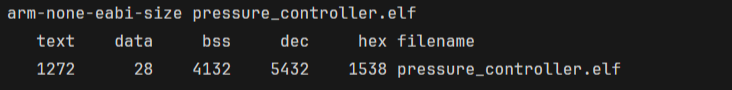 arm-none-eabi-size pressure_controller.elf
   text    data     bss     dec     hex filename
   1272      28    4132    5432    1538 pressure_controller.elf